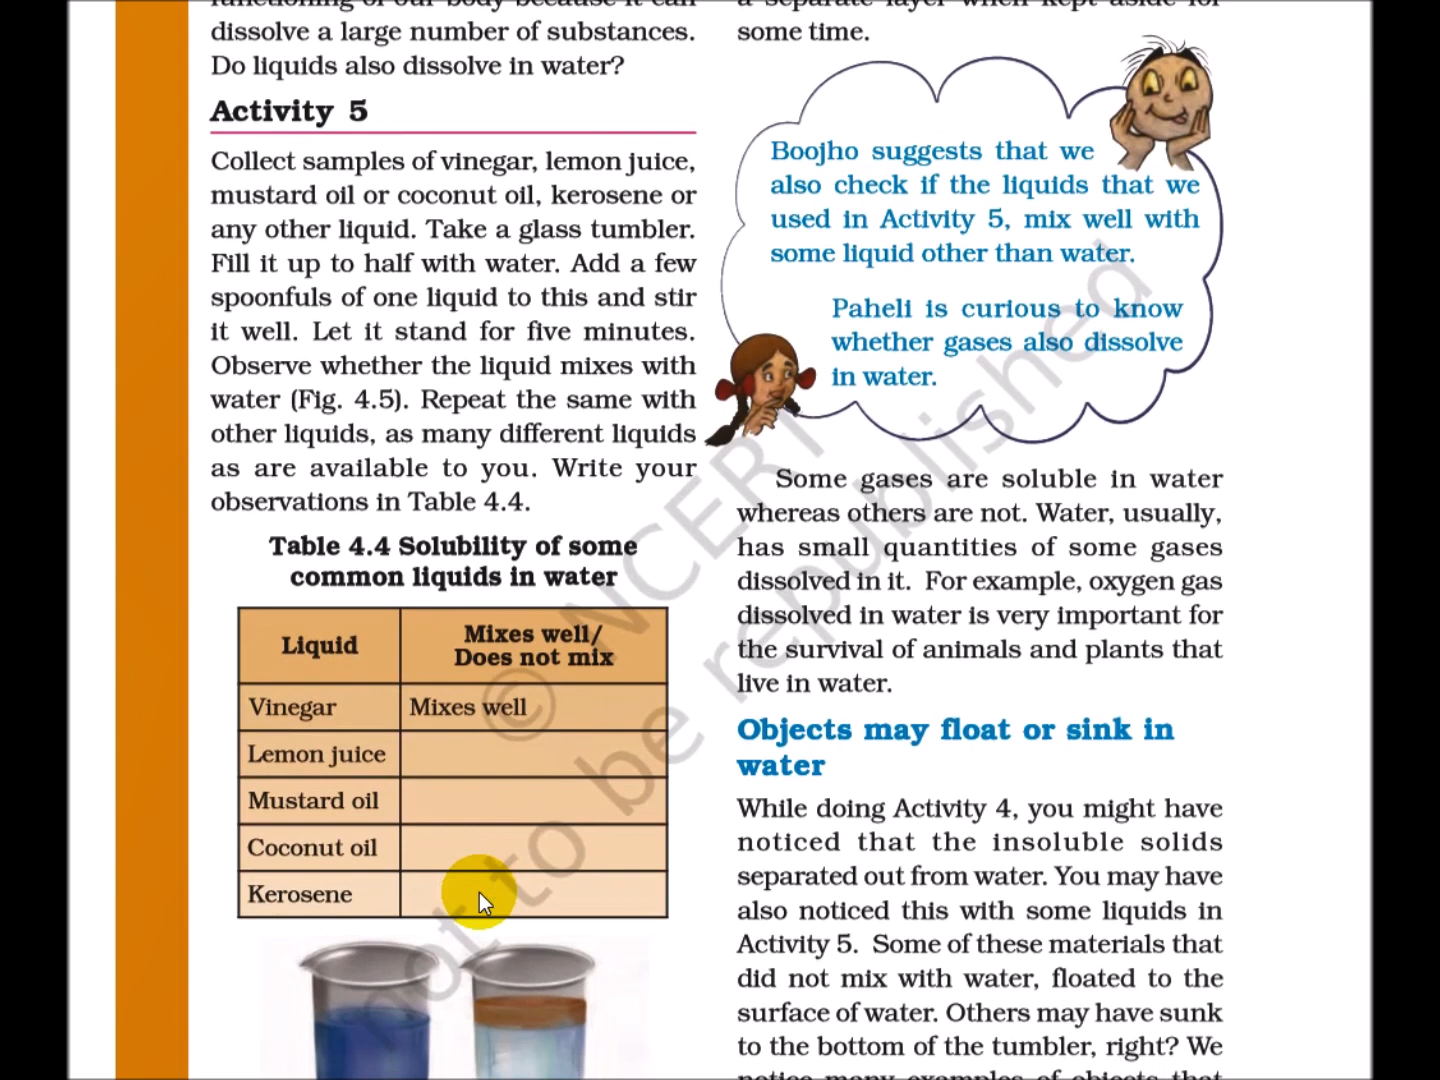 functioning of our body because it can
dissolve a large number of substances.
Do liquids also dissolve in water?
Activity 5
Collect samples of vinegar, lemon juice,
mustard oil or coconut oil, kerosene or
any other liquid. Take a glass tumbler.
Fill it up to half with water. Add a few
spoonfuls of one liquid to this and stir
it well. Let it stand for five minutes.
Observe whether the liquid mixes with
water (Fig. 4.5). Repeat the same with
other liquids, as many different liquids
as are available to you. Write your
observations in Table 4.4.
Table 4.4 Solubility of some
common liquids in water
Liquid
Mixes well/
Does not mix
Vinegar Mixes well
Lemon juice
Mustard oil
Coconut oil
Kerosene
a separate layer when kept aside for
some time.
Boojho suggests that we
also check if the liquids that we
used in Activity 5, mix well with
some liquid other than water.
Paheli is curious to know
whether gases also dissolve
in water.
Some gases are soluble in water
whereas others are not. Water, usually,
has small quantities of some gases
dissolved in it. For example, oxygen gas
dissolved in water is very important for
the survival of animals and plants that
live in water.
Objects may float or sink in
water
While doing Activity 4, you might have
noticed that the insoluble solids
separated out from water. You may have
also noticed this with some liquids in
Activity 5. Some of these materials that
did not mix with water, floated to the
surface of water. Others may have sunk
to the bottom of the tumbler, right? We
notice many examples of objects that
© NCERT
not to be republished